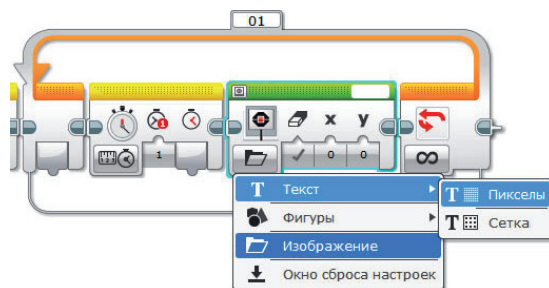 01
x y
1 0 0
T Текст
Фигуры
Изображение
Окно сброса настроек
T Пикселы
T Сетка